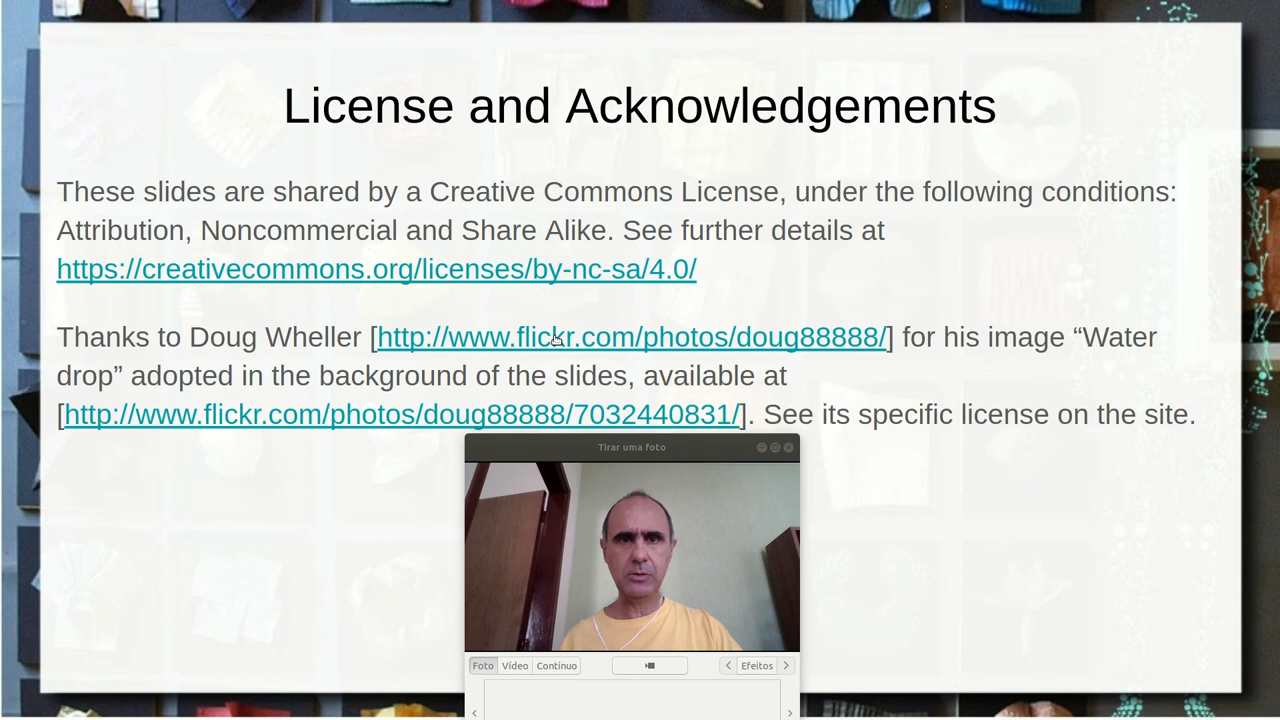 License and Acknowledgements
These slides are shared by a Creative Commons License, under the following conditions:
Attribution, Noncommercial and Share Alike. See further details at
https://creativecommons.org/licenses/by-nc-sa/4.0/
Thanks to Doug Wheller [http://www.flickr.com/photos/doug88888/] for his image “Water
drop” adopted in the background of the slides, available at
[http://www.flickr.com/photos/doug88888/7032440831/]. See its specific license on the site.
Tirar uma foto
Foto Vídeo Contínuo Efeitos